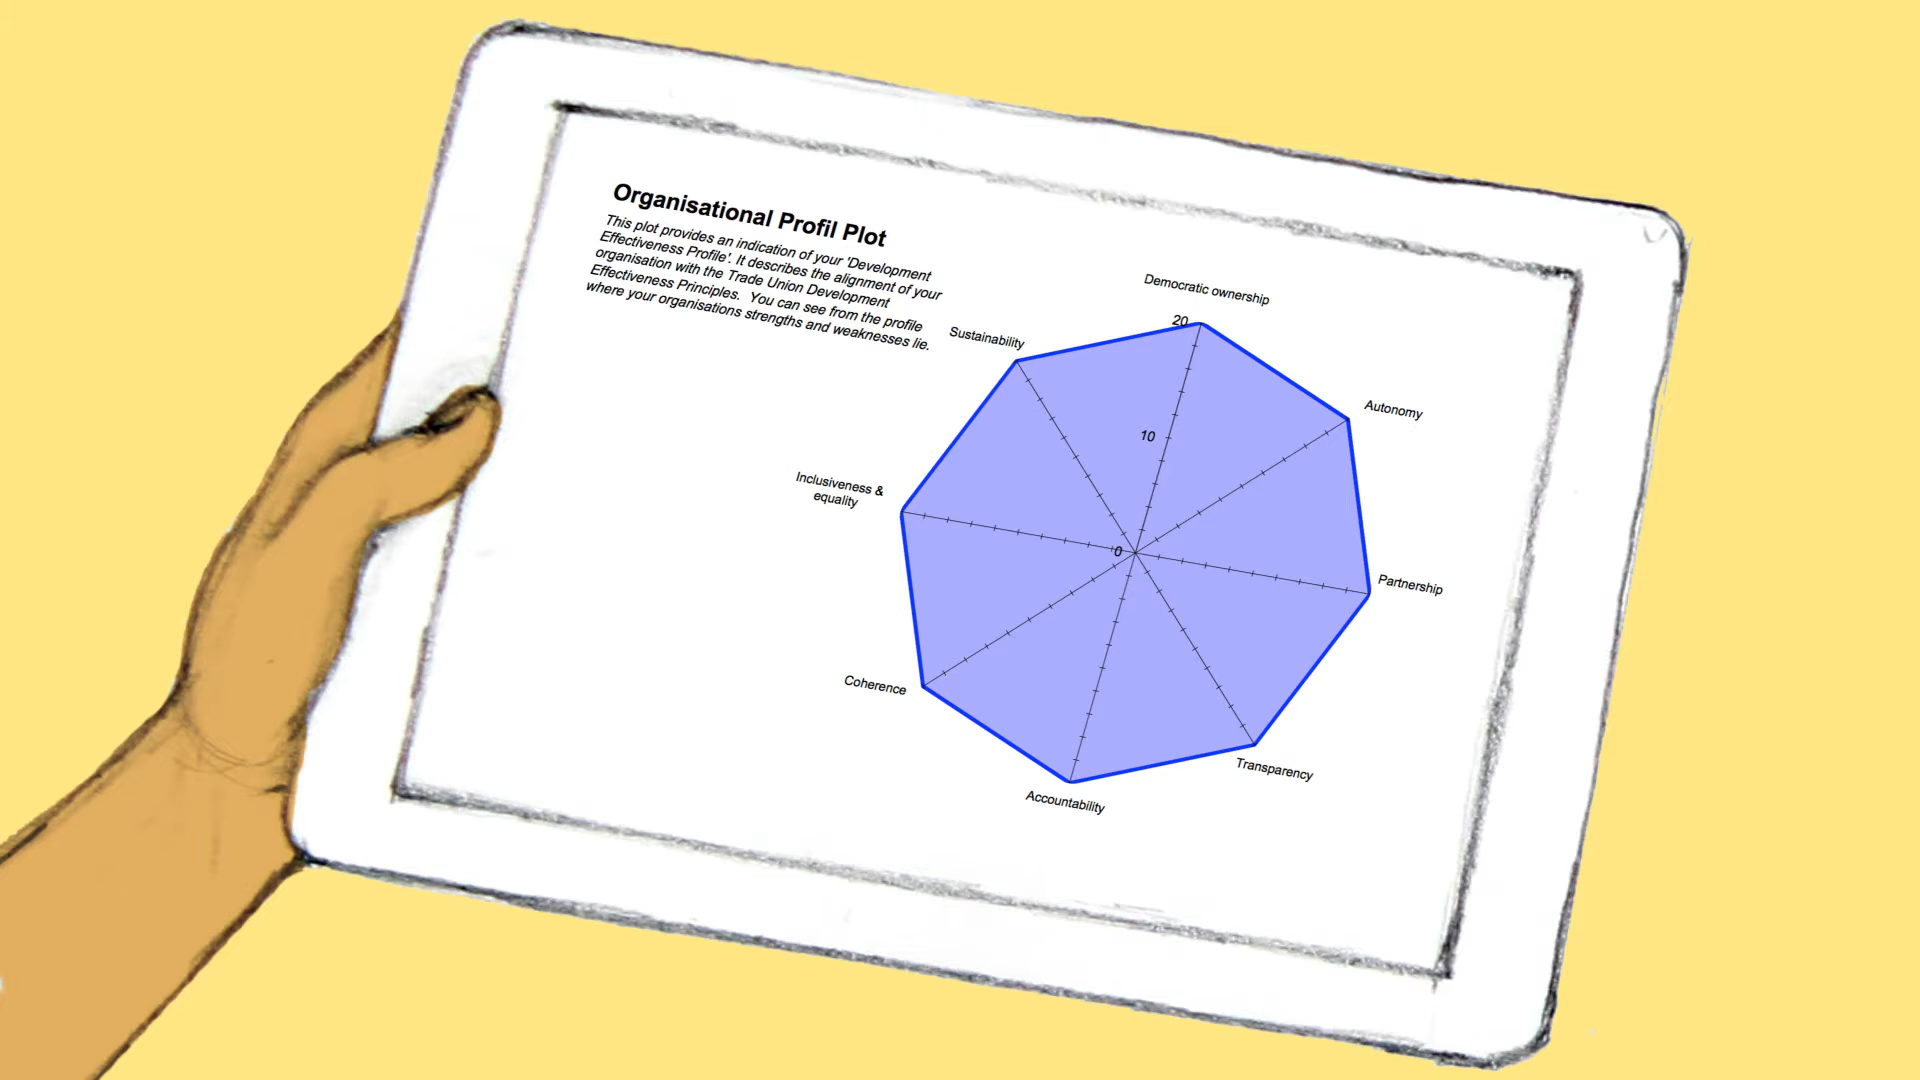 Organisational Profil Plot
This plot provides an indication of your 'Development
Effectiveness Profile'. It describes the alignment of your
organisation with the Trade Union Development
Effectiveness Principles.  You can see from the profile
where your organisations strengths and weaknesses lie.
Democratic ownership
20
Sustainability
Autonomy
10
Inclusiveness &
equality
0
Partnership
Coherence
Transparency
Accountability